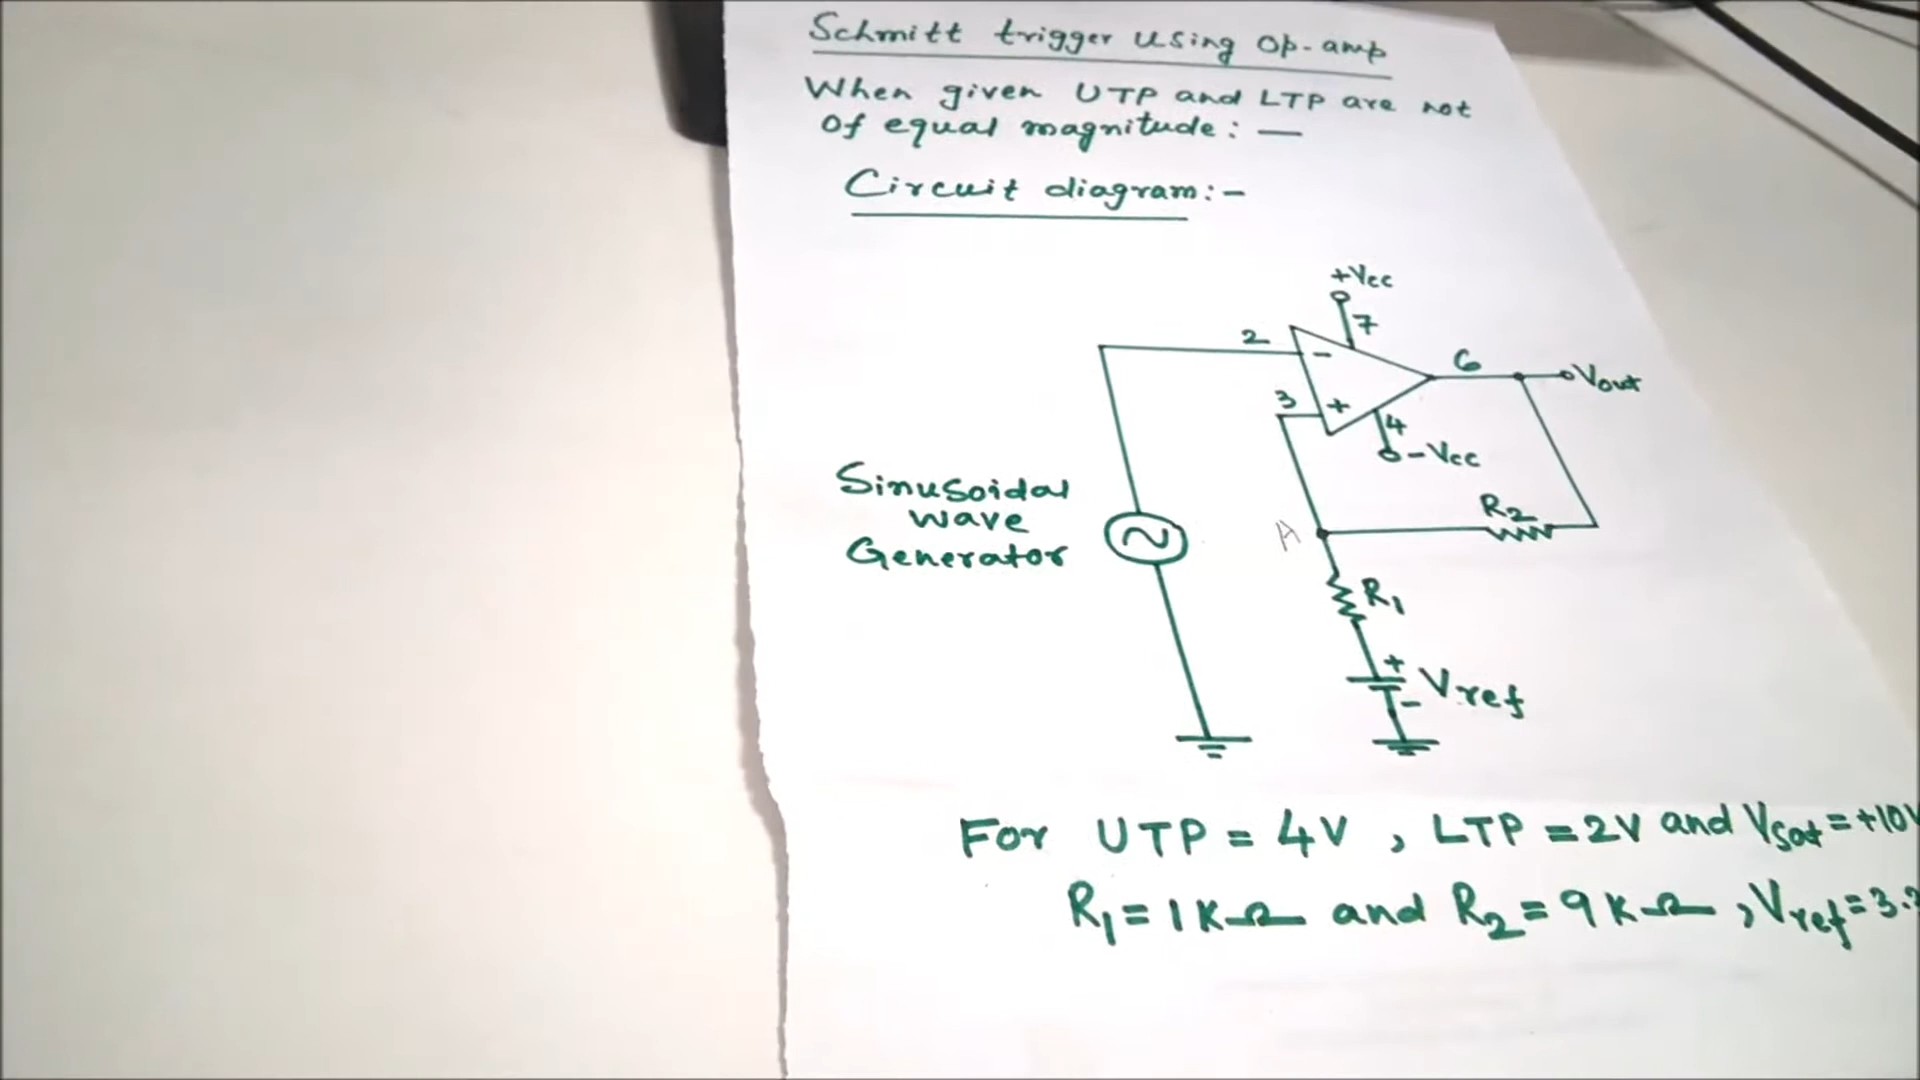 Schmitt trigger using Op-amp
When given UTP and LTP are not
of equal magnitude: —
Circuit diagram:-
+Vcc
7
2
-
6
Vout
3
+
4
-Vcc
Sinusoidal
wave
Generator
R2
A
R1
+
Vref
-
For UTP = 4V, LTP = 2V and Vsat = +10V
R1 = 1KΩ and R2 = 9KΩ, Vref = 3.